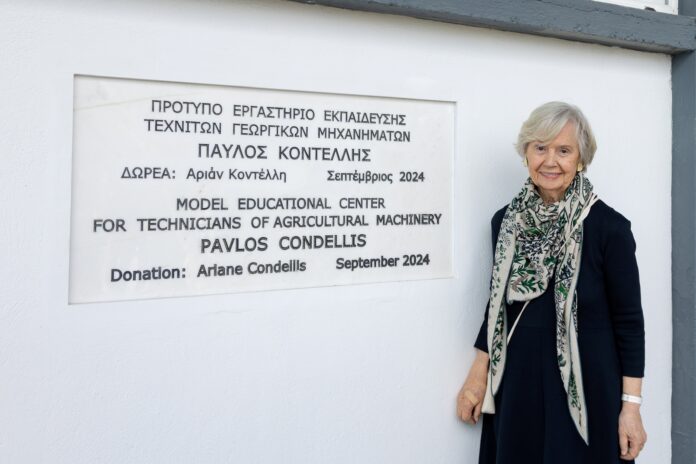 ΠΡΟΤΥΠΟ ΕΡΓΑΣΤΗΡΙΟ ΕΚΠΑΙΔΕΥΣΗΣ
ΤΕΧΝΙΤΩΝ ΓΕΩΡΓΙΚΩΝ ΜΗΧΑΝΗΜΑΤΩΝ
ΠΑΥΛΟΣ ΚΟΝΤΕΛΛΗΣ
ΔΩΡΕΑ: Αριάν Κοντέλλη Σεπτέμβριος 2024
MODEL EDUCATIONAL CENTER
FOR TECHNICIANS OF AGRICULTURAL MACHINERY
PAVLOS CONDELLIS
Donation: Ariane Condellis September 2024